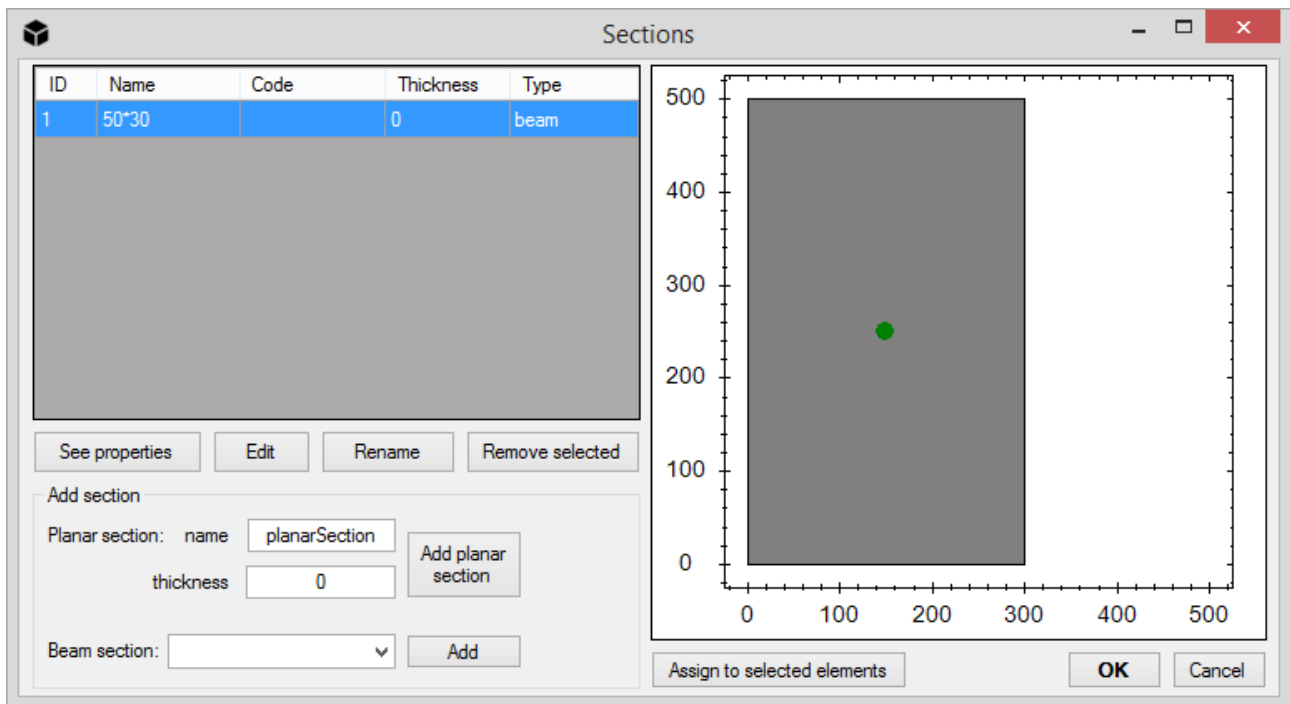 Sections
ID Name Code Thickness Type
1 50*30 0 beam
See properties Edit Rename Remove selected
Add section
Planar section: name planarSection
thickness 0
Add planar
section
Beam section: Add
500
400
300
200
100
0
0 100 200 300 400 500
Assign to selected elements OK Cancel